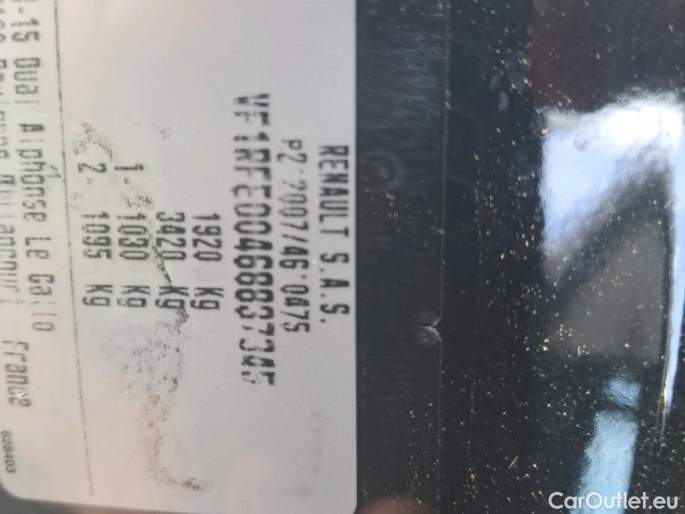 RENAULT S.A.S.
P2-2007/46*0475
1920 Kg
3420 Kg
1- 1030 Kg
2- 1095 Kg
Quai Alphonse Le Gallo
France
628403
CarOutlet.eu